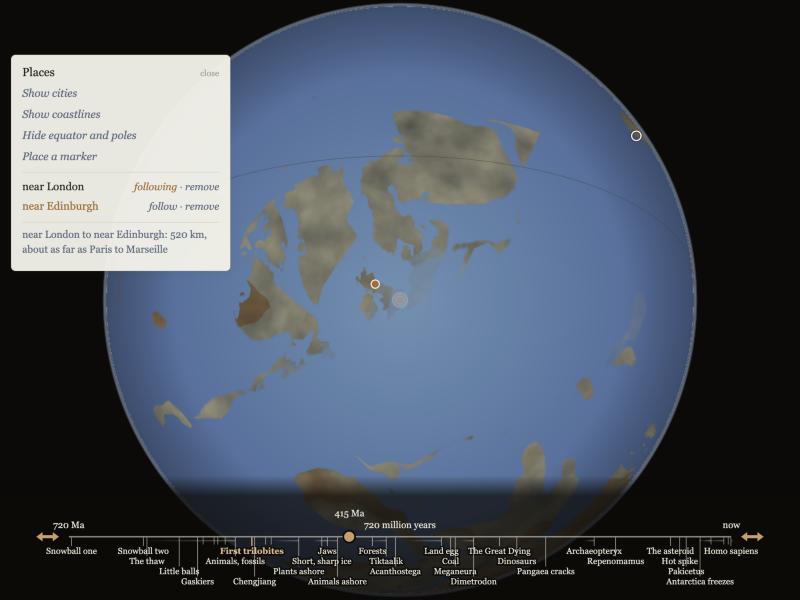 Places close
Show cities
Show coastlines
Hide equator and poles
Place a marker
near London following · remove
near Edinburgh follow · remove
near London to near Edinburgh: 520 km,
about as far as Paris to Marseille
415 Ma
720 Ma 720 million years now
Snowball one Snowball two First trilobites Jaws Forests Land egg The Great Dying Archaeopteryx The asteroid Homo sapiens
The thaw Animals, fossils Short, sharp ice Tiktaalik Coal Dinosaurs Repenomamus Hot spike
Little balls Plants ashore Acanthostega Meganeura Pangaea cracks Pakicetus
Gaskiers Chengjiang Animals ashore Dimetrodon Antarctica freezes